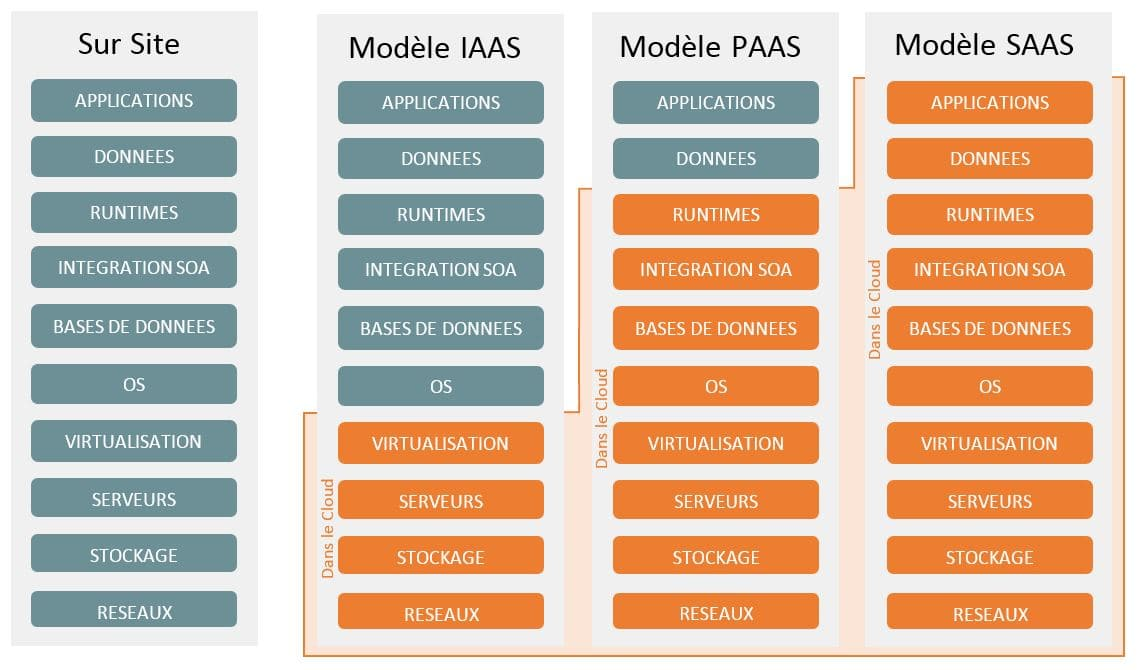 Sur Site
APPLICATIONS
DONNEES
RUNTIMES
INTEGRATION SOA
BASES DE DONNEES
OS
VIRTUALISATION
SERVEURS
STOCKAGE
RESEAUX
Modèle IAAS
APPLICATIONS
DONNEES
RUNTIMES
INTEGRATION SOA
BASES DE DONNEES
OS
VIRTUALISATION
SERVEURS
STOCKAGE
RESEAUX
Dans le Cloud
Modèle PAAS
APPLICATIONS
DONNEES
RUNTIMES
INTEGRATION SOA
BASES DE DONNEES
OS
VIRTUALISATION
SERVEURS
STOCKAGE
RESEAUX
Dans le Cloud
Modèle SAAS
APPLICATIONS
DONNEES
RUNTIMES
INTEGRATION SOA
BASES DE DONNEES
OS
VIRTUALISATION
SERVEURS
STOCKAGE
RESEAUX
Dans le Cloud